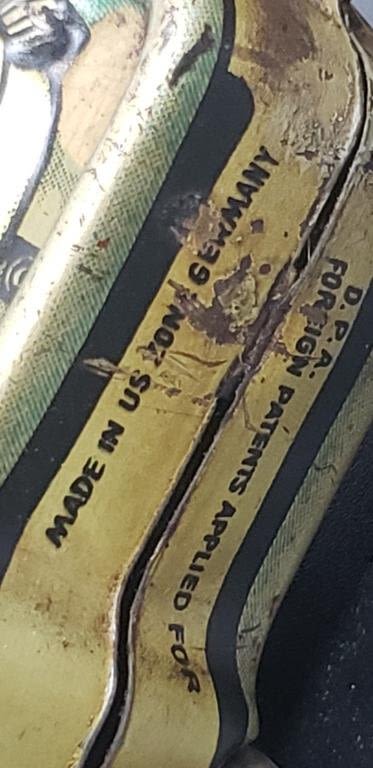 MADE IN US ZONE GERMANY
D.P.A.
FOREIGN PATENTS APPLIED FOR